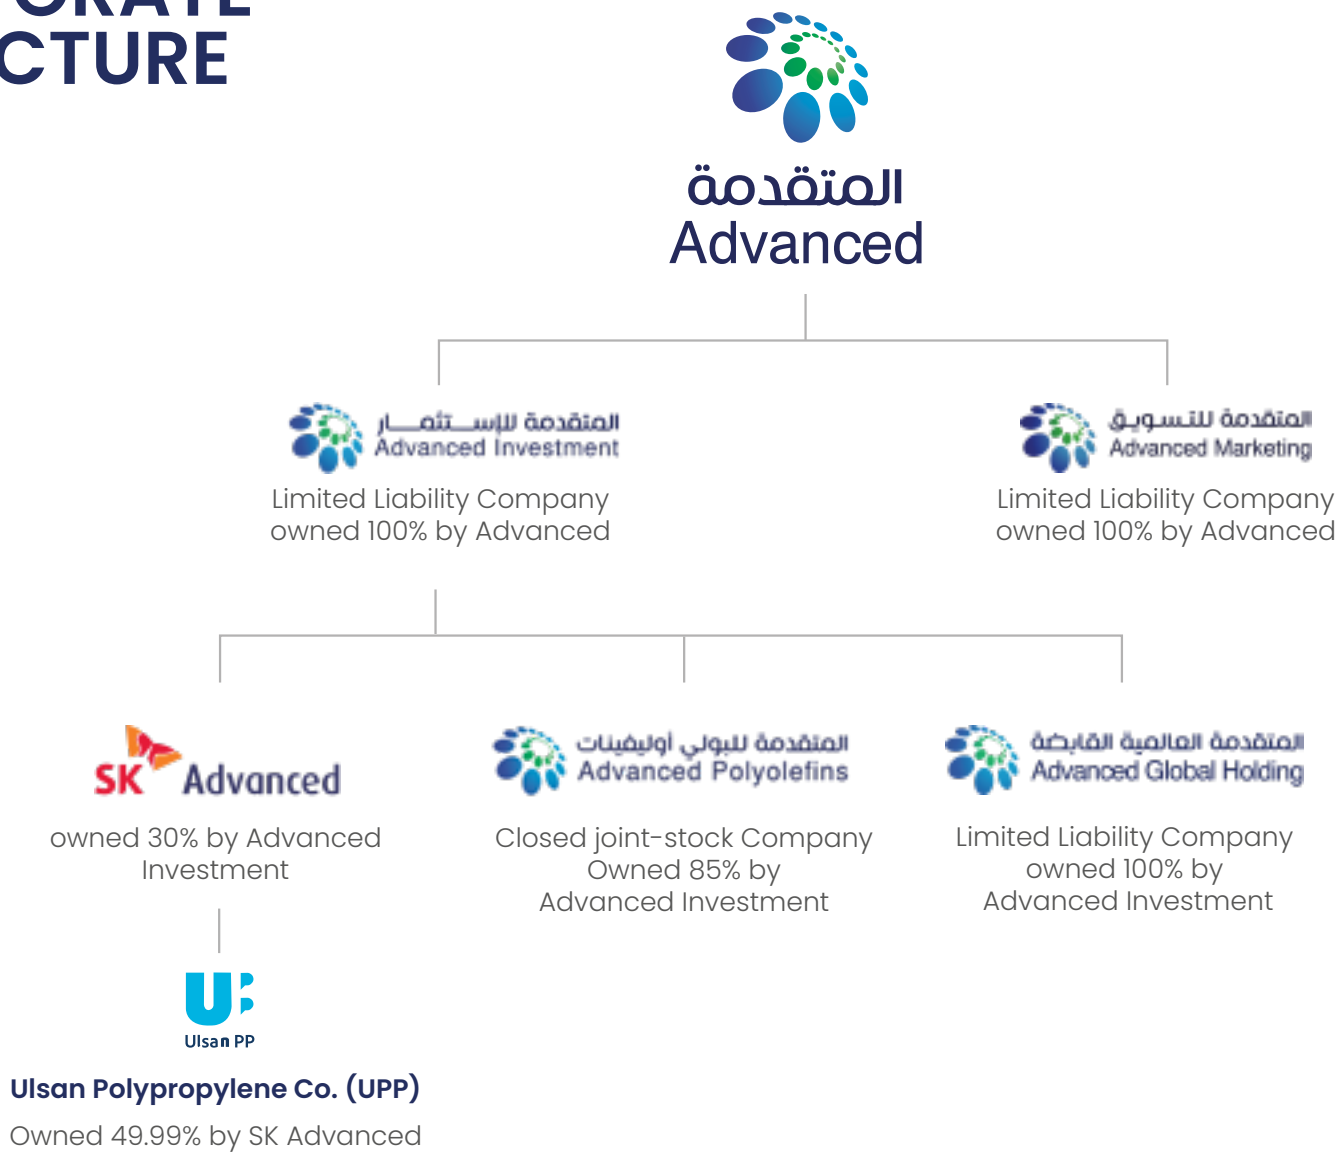 ORATE
CTURE
المتقدمة
Advanced
المتقدمة للإستثمار
Advanced Investment
Limited Liability Company
owned 100% by Advanced
المتقدمة للتسويق
Advanced Marketing
Limited Liability Company
owned 100% by Advanced
SK Advanced
owned 30% by Advanced
Investment
المتقدمة للبولي أوليفينات
Advanced Polyolefins
Closed joint-stock Company
Owned 85% by
Advanced Investment
المتقدمة العالمية القابضة
Advanced Global Holding
Limited Liability Company
owned 100% by
Advanced Investment
Ulsan PP
Ulsan Polypropylene Co. (UPP)
Owned 49.99% by SK Advanced